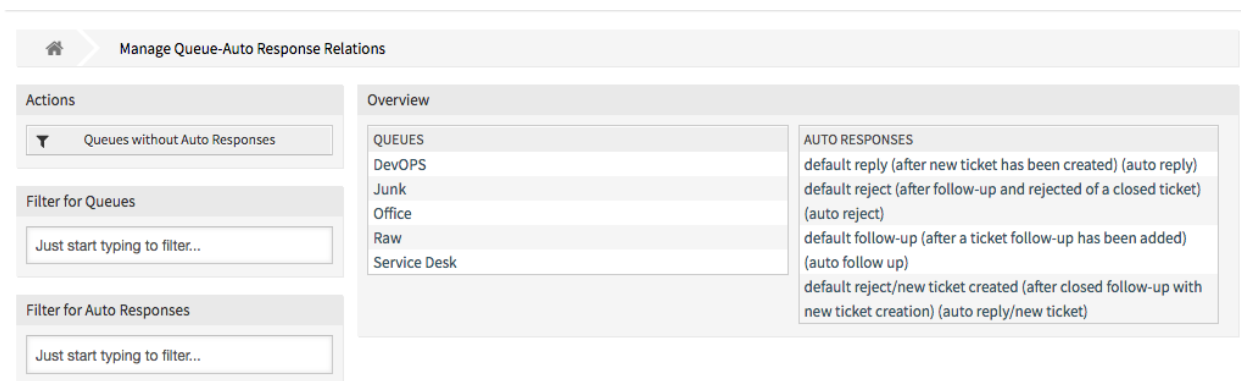 Manage Queue-Auto Response Relations
Actions
Queues without Auto Responses
Filter for Queues
Just start typing to filter...
Filter for Auto Responses
Just start typing to filter...
Overview
QUEUES
DevOPS
Junk
Office
Raw
Service Desk
AUTO RESPONSES
default reply (after new ticket has been created) (auto reply)
default reject (after follow-up and rejected of a closed ticket)
(auto reject)
default follow-up (after a ticket follow-up has been added)
(auto follow up)
default reject/new ticket created (after closed follow-up with
new ticket creation) (auto reply/new ticket)